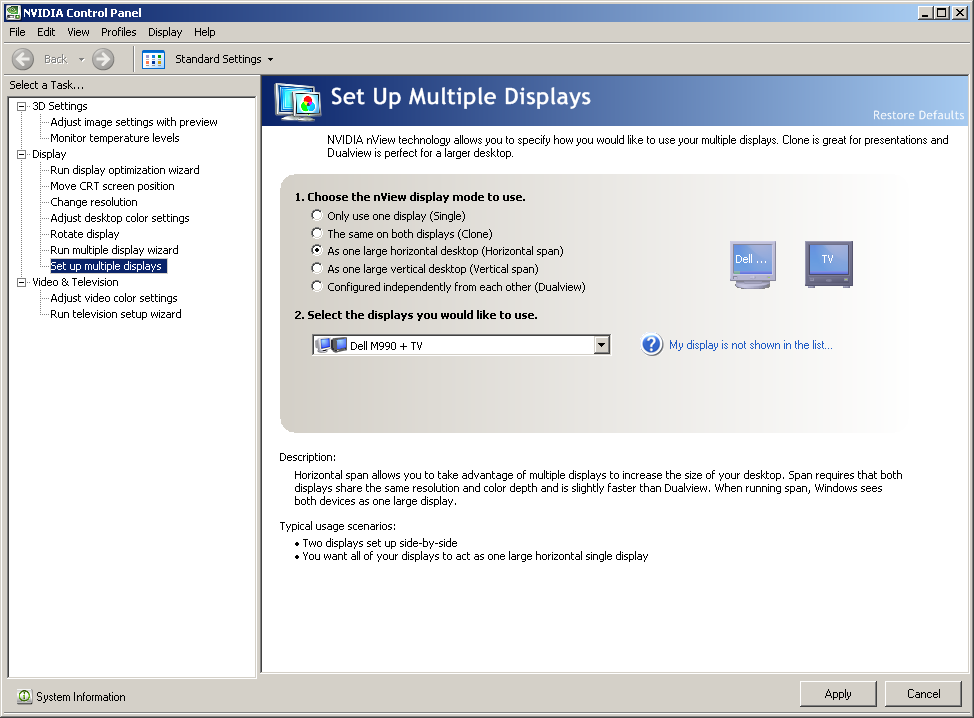 NVIDIA Control Panel
File Edit View Profiles Display Help
Back Standard Settings
Select a Task...
3D Settings
Adjust image settings with preview
Monitor temperature levels
Display
Run display optimization wizard
Move CRT screen position
Change resolution
Adjust desktop color settings
Rotate display
Run multiple display wizard
Set up multiple displays
Video & Television
Adjust video color settings
Run television setup wizard
Set Up Multiple Displays
Restore Defaults
NVIDIA nView technology allows you to specify how you would like to use your multiple displays. Clone is great for presentations and
Dualview is perfect for a larger desktop.
1. Choose the nView display mode to use.
Only use one display (Single)
The same on both displays (Clone)
As one large horizontal desktop (Horizontal span)
As one large vertical desktop (Vertical span)
Configured independently from each other (Dualview)
Dell ... TV
2. Select the displays you would like to use.
Dell M990 + TV
? My display is not shown in the list...
Description:
Horizontal span allows you to take advantage of multiple displays to increase the size of your desktop. Span requires that both
displays share the same resolution and color depth and is slightly faster than Dualview. When running span, Windows sees
both devices as one large display.
Typical usage scenarios:
• Two displays set up side-by-side
• You want all of your displays to act as one large horizontal single display
System Information
Apply Cancel